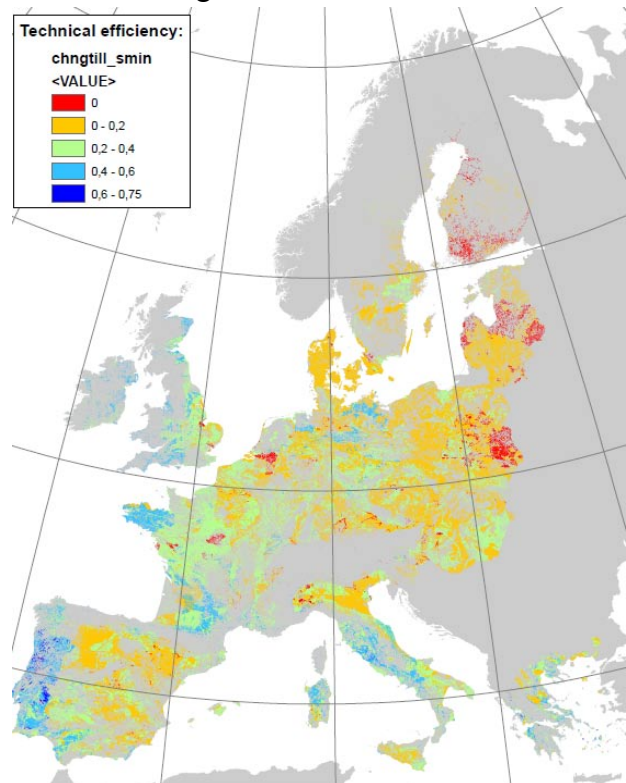 Technical efficiency:
chngtill_smin
<VALUE>
0
0 - 0,2
0,2 - 0,4
0,4 - 0,6
0,6 - 0,75